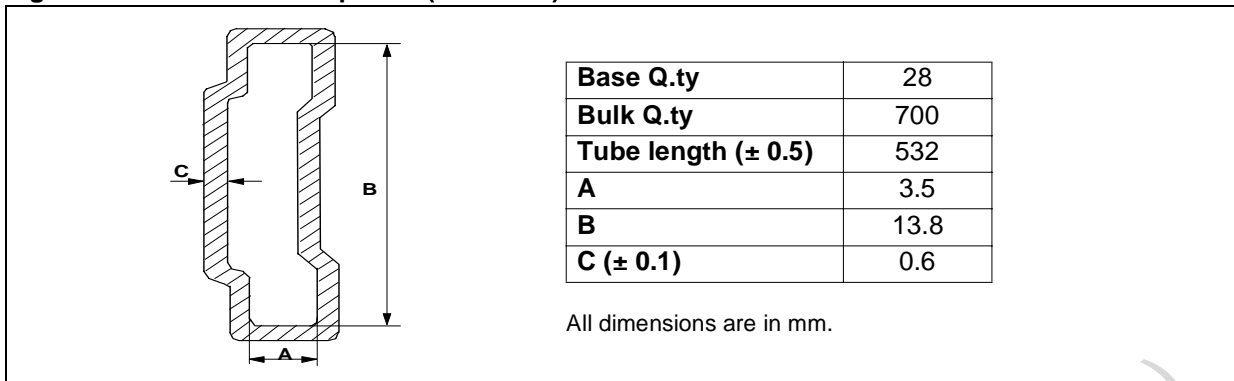 C
B
A
Base Q.ty 28
Bulk Q.ty 700
Tube length (± 0.5) 532
A 3.5
B 13.8
C (± 0.1) 0.6
All dimensions are in mm.